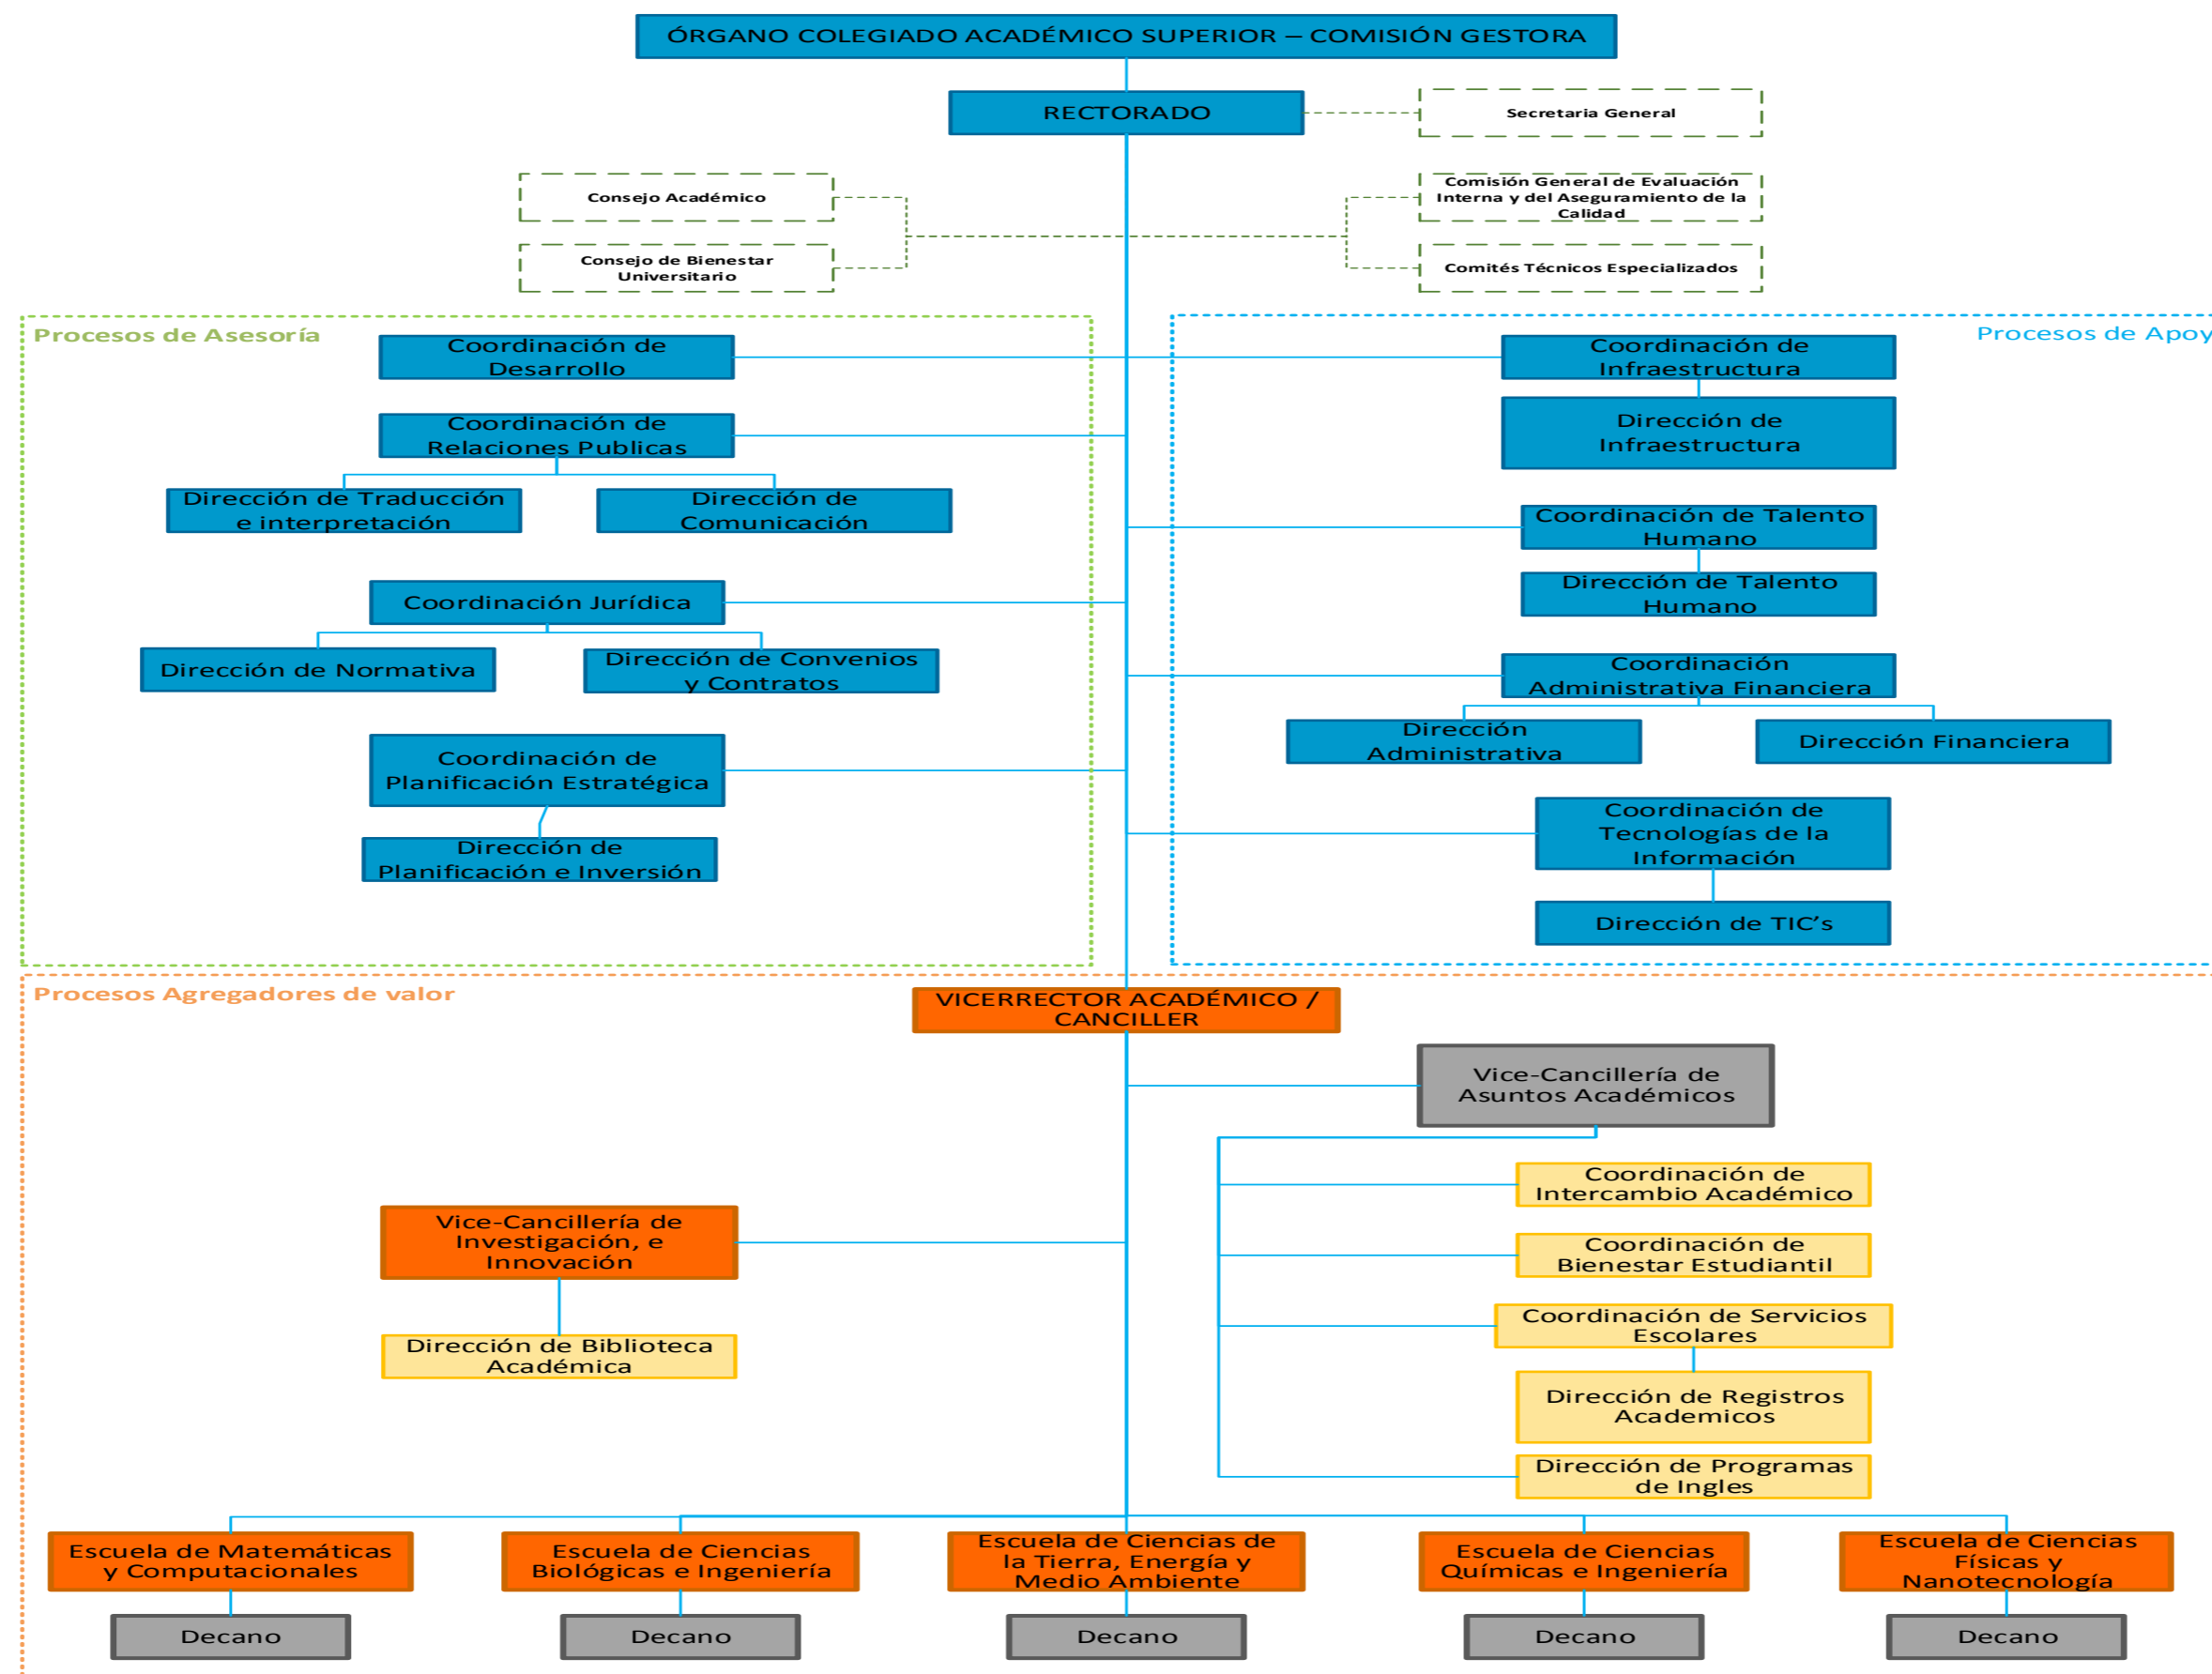 ÓRGANO COLEGIADO ACADÉMICO SUPERIOR – COMISIÓN GESTORA
RECTORADO
Secretaria General
Consejo Académico
Comisión General de Evaluación
Interna y del Aseguramiento de la
Calidad
Consejo de Bienestar
Universitario
Comités Técnicos Especializados
Procesos de Asesoría
Coordinación de
Desarrollo
Coordinación de
Relaciones Publicas
Dirección de Traducción
e interpretación
Dirección de
Comunicación
Coordinación Jurídica
Dirección de Normativa
Dirección de Convenios
y Contratos
Coordinación de
Planificación Estratégica
Dirección de
Planificación e Inversión
Procesos de Apoy
Coordinación de
Infraestructura
Dirección de
Infraestructura
Coordinación de Talento
Humano
Dirección de Talento
Humano
Coordinación
Administrativa Financiera
Dirección
Administrativa
Dirección Financiera
Coordinación de
Tecnologías de la
Información
Dirección de TIC’s
Procesos Agregadores de valor
VICERRECTOR ACADÉMICO /
CANCILLER
Vice-Cancillería de
Asuntos Académicos
Coordinación de
Intercambio Académico
Coordinación de
Bienestar Estudiantil
Coordinación de Servicios
Escolares
Dirección de Registros
Academicos
Dirección de Programas
de Ingles
Vice-Cancillería de
Investigación, e
Innovación
Dirección de Biblioteca
Académica
Escuela de Matemáticas
y Computacionales
Escuela de Ciencias
Biológicas e Ingeniería
Escuela de Ciencias de
la Tierra, Energía y
Medio Ambiente
Escuela de Ciencias
Químicas e Ingeniería
Escuela de Ciencias
Físicas y
Nanotecnología
Decano
Decano
Decano
Decano
Decano